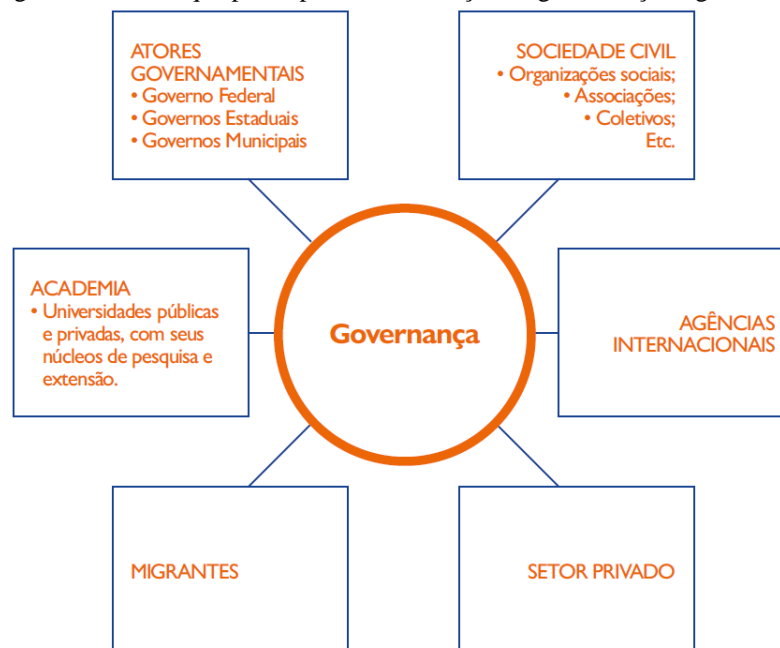 ATORES
GOVERNAMENTAIS
• Governo Federal
• Governos Estaduais
• Governos Municipais
SOCIEDADE CIVIL
• Organizações sociais;
• Associações;
• Coletivos;
Etc.
ACADEMIA
• Universidades públicas
e privadas, com seus
núcleos de pesquisa e
extensão.
Governança
AGÊNCIAS
INTERNACIONAIS
MIGRANTES
SETOR PRIVADO